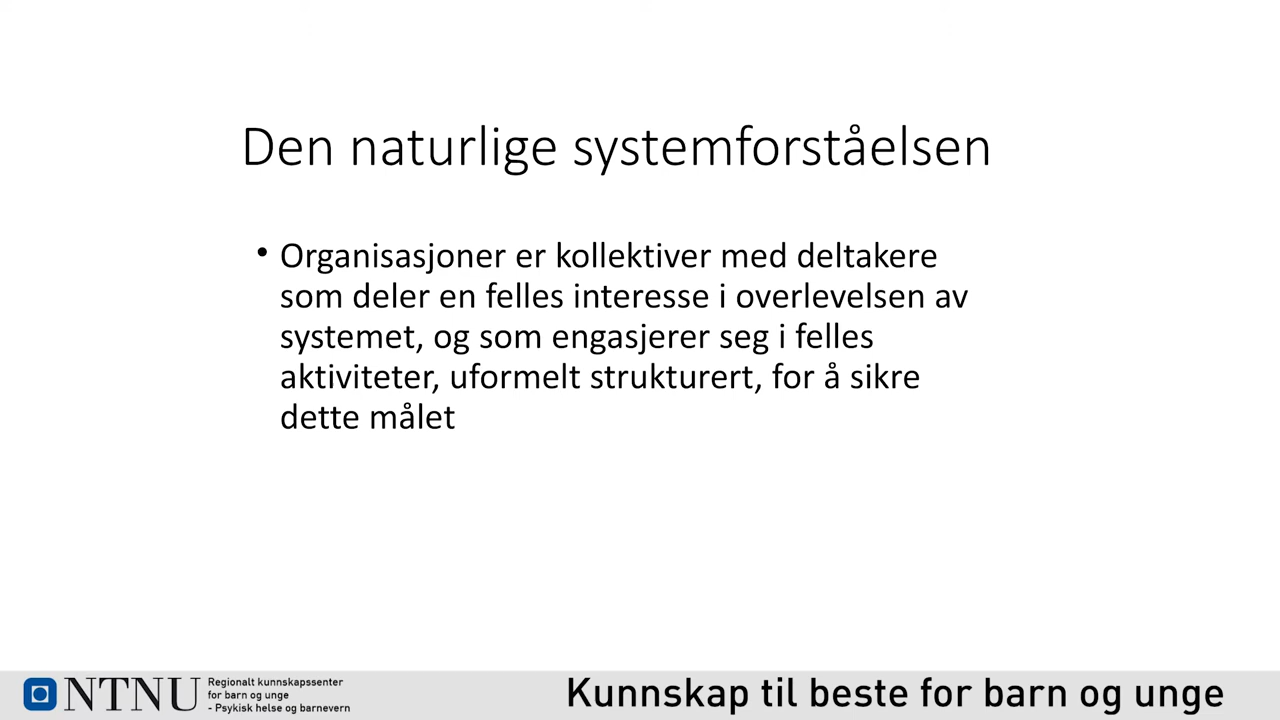 Den naturlige systemforståelsen
• Organisasjoner er kollektiver med deltakere
som deler en felles interesse i overlevelsen av
systemet, og som engasjerer seg i felles
aktiviteter, uformelt strukturert, for å sikre
dette målet
NTNU
Regionalt kunnskapssenter
for barn og unge
- Psykisk helse og barnevern
Kunnskap til beste for barn og unge